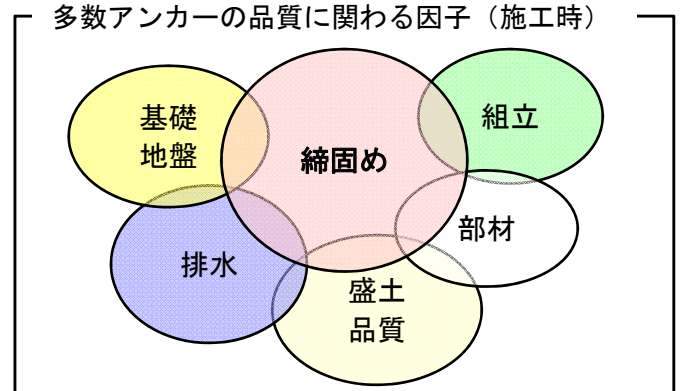 多数アンカーの品質に関わる因子（施工時）
基礎
地盤
締固め
組立
部材
排水
盛土
品質